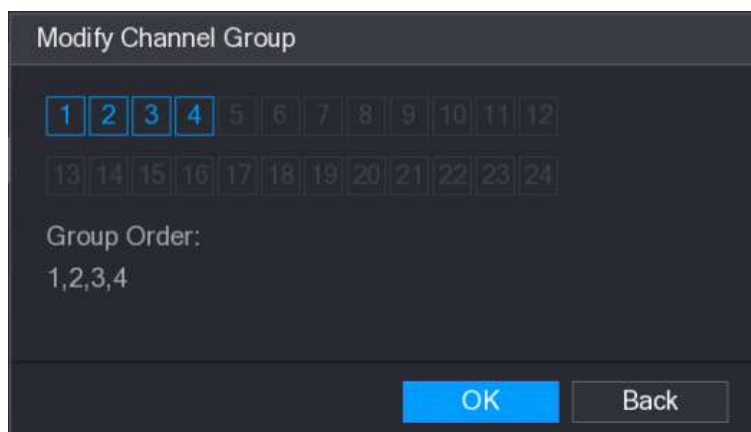 Modify Channel Group
1 2 3 4 5 6 7 8 9 10 11 12
13 14 15 16 17 18 19 20 21 22 23 24
Group Order:
1,2,3,4
OK Back